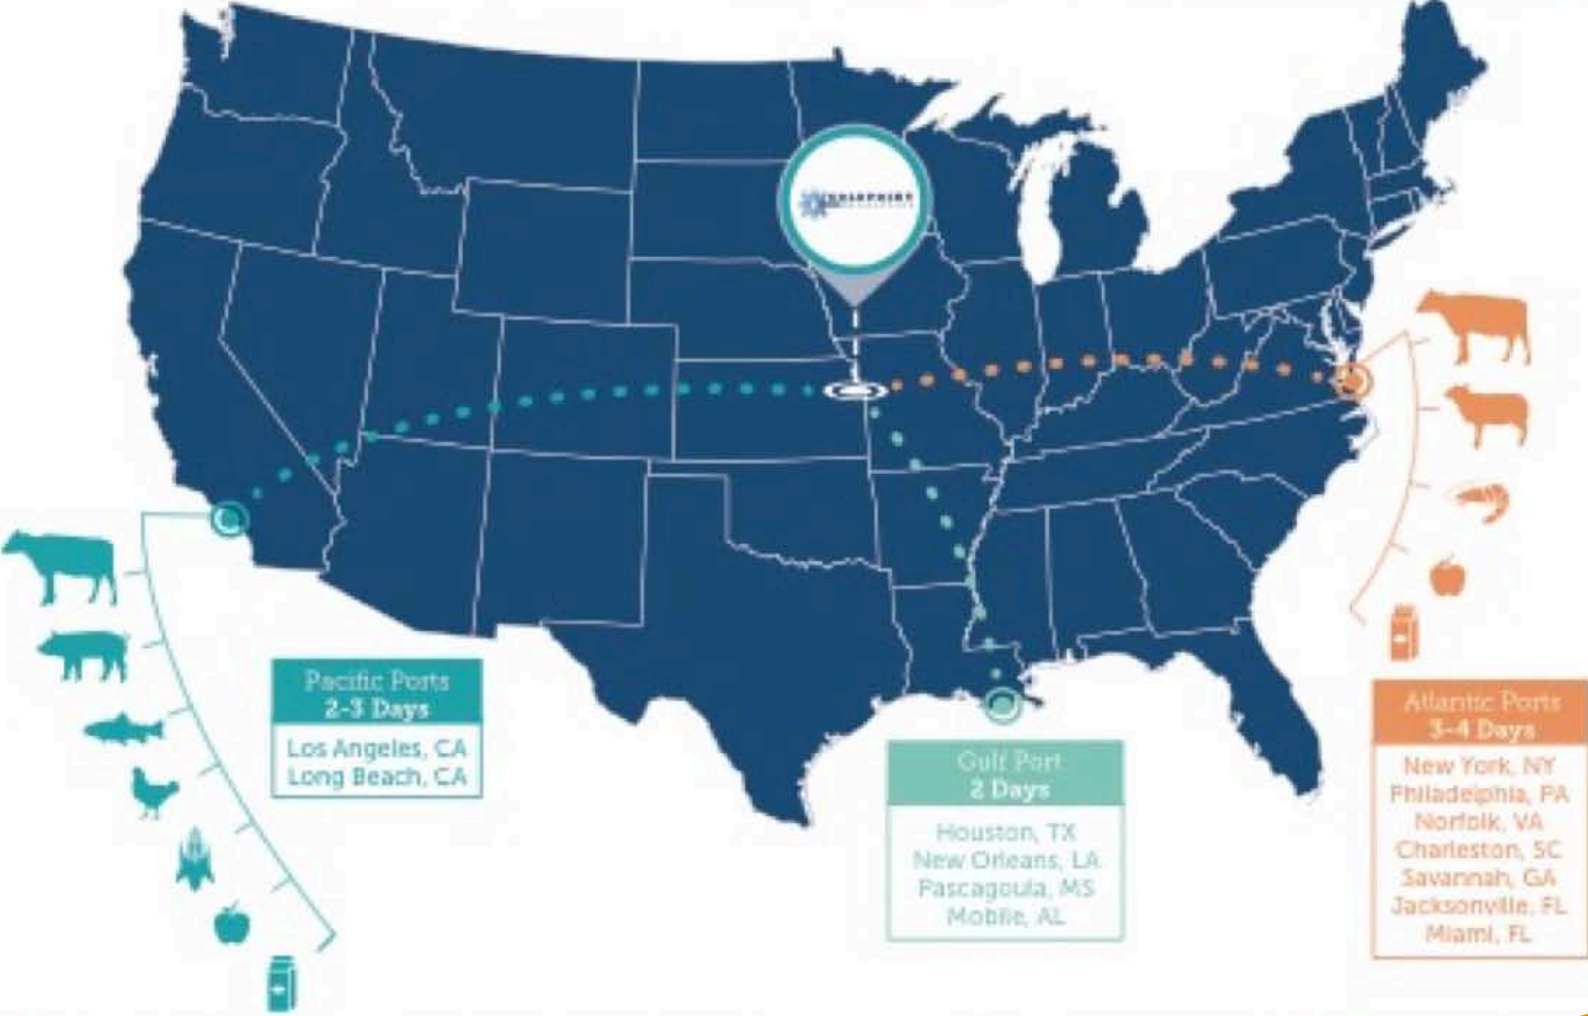 Pacific Ports
2-3 Days
Los Angeles, CA
Long Beach, CA
Gulf Port
2 Days
Houston, TX
New Orleans, LA
Pascagoula, MS
Mobile, AL
Atlantic Ports
3-4 Days
New York, NY
Philadelphia, PA
Norfolk, VA
Charleston, SC
Savannah, GA
Jacksonville, FL
Miami, FL